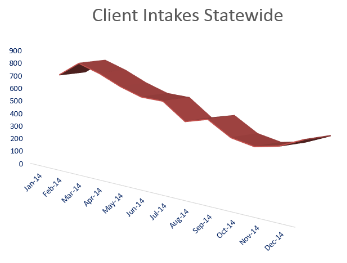 Client Intakes Statewide
900
800
700
600
500
400
300
200
100
0
Jan-14
Feb-14
Mar-14
Apr-14
May-14
Jun-14
Jul-14
Aug-14
Sep-14
Oct-14
Nov-14
Dec-14